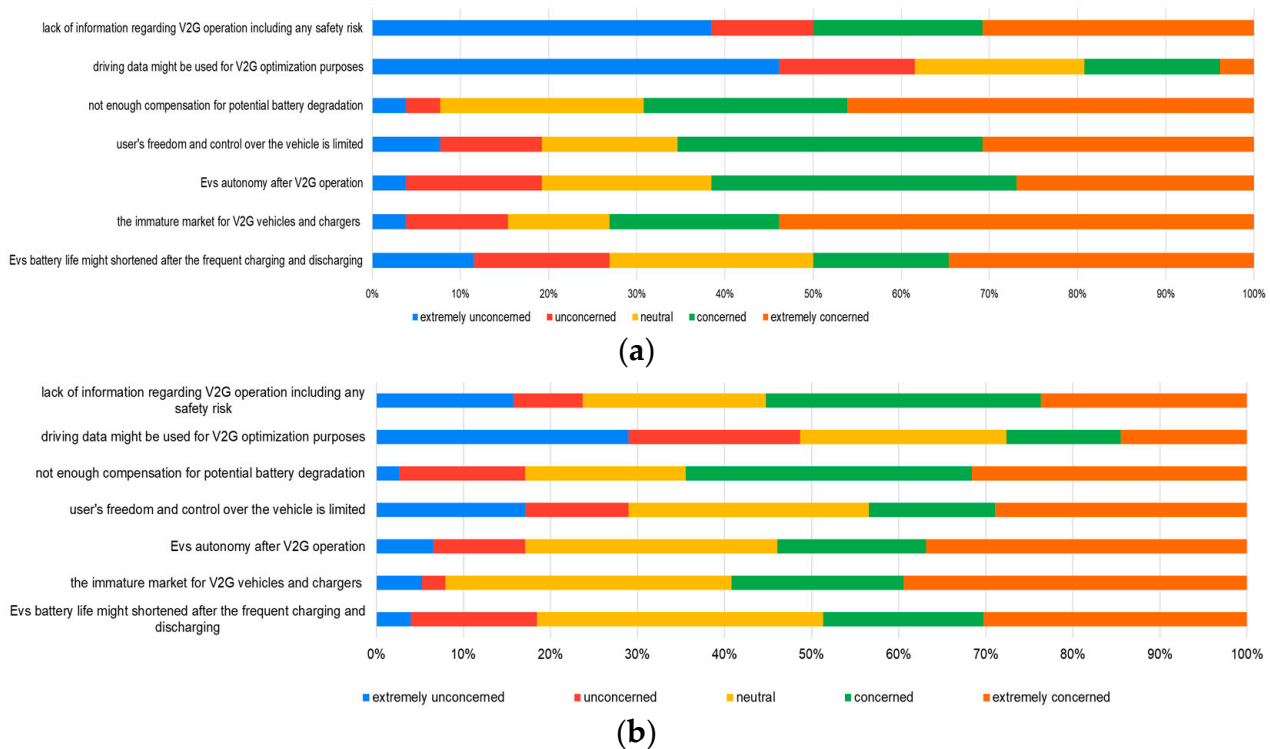 lack of information regarding V2G operation including any safety risk
driving data might be used for V2G optimization purposes
not enough compensation for potential battery degradation
user's freedom and control over the vehicle is limited
Evs autonomy after V2G operation
the immature market for V2G vehicles and chargers
Evs battery life might shortened after the frequent charging and discharging
0% 10% 20% 30% 40% 50% 60% 70% 80% 90% 100%
extremely unconcerned unconcerned neutral concerned extremely concerned
(a)
lack of information regarding V2G operation including any
safety risk
driving data might be used for V2G optimization purposes
not enough compensation for potential battery degradation
user's freedom and control over the vehicle is limited
Evs autonomy after V2G operation
the immature market for V2G vehicles and chargers
Evs battery life might shortened after the frequent charging and
discharging
0% 10% 20% 30% 40% 50% 60% 70% 80% 90% 100%
extremely unconcerned unconcerned neutral concerned extremely concerned
(b)